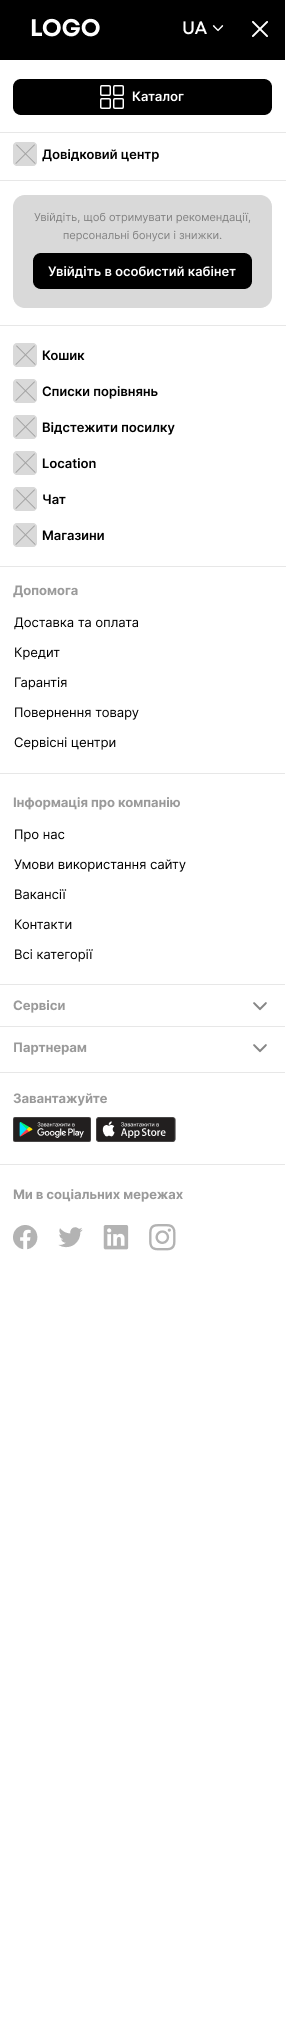 LOGO
UA
Каталог
Довідковий центр
Увійдіть, щоб отримувати рекомендації,
персональні бонуси і знижки.
Увійдіть в особистий кабінет
Кошик
Списки порівнянь
Відстежити посилку
Location
Чат
Магазини
Допомога
Доставка та оплата
Кредит
Гарантія
Повернення товару
Сервісні центри
Інформація про компанію
Про нас
Умови використання сайту
Вакансії
Контакти
Всі категорії
Сервіси
Партнерам
Завантажуйте
Завантажити в
Google Play
Завантажити в
App Store
Ми в соціальних мережах